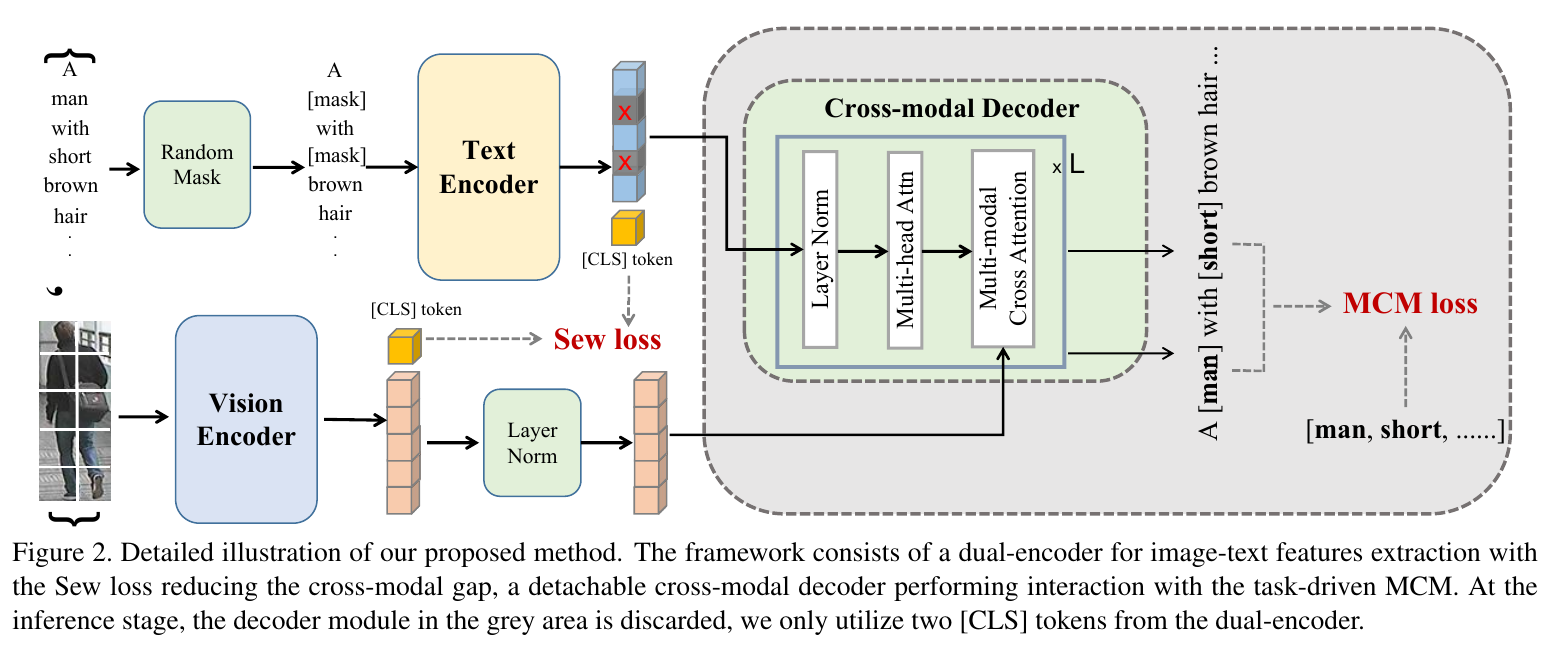 A
man
with
short
brown
hair
.
.
,
Random
Mask
A
[mask]
with
[mask]
brown
hair
.
.
Text
Encoder
x
x
[CLS] token
[CLS] token
Sew loss
Vision
Encoder
Layer
Norm
Cross-modal Decoder
Layer Norm
Multi-head Attn
Multi-modal
Cross Attention
x L
A [man] with [short] brown hair ...
MCM loss
[man, short, ......]
Figure 2. Detailed illustration of our proposed method. The framework consists of a dual-encoder for image-text features extraction with
the Sew loss reducing the cross-modal gap, a detachable cross-modal decoder performing interaction with the task-driven MCM. At the
inference stage, the decoder module in the grey area is discarded, we only utilize two [CLS] tokens from the dual-encoder.